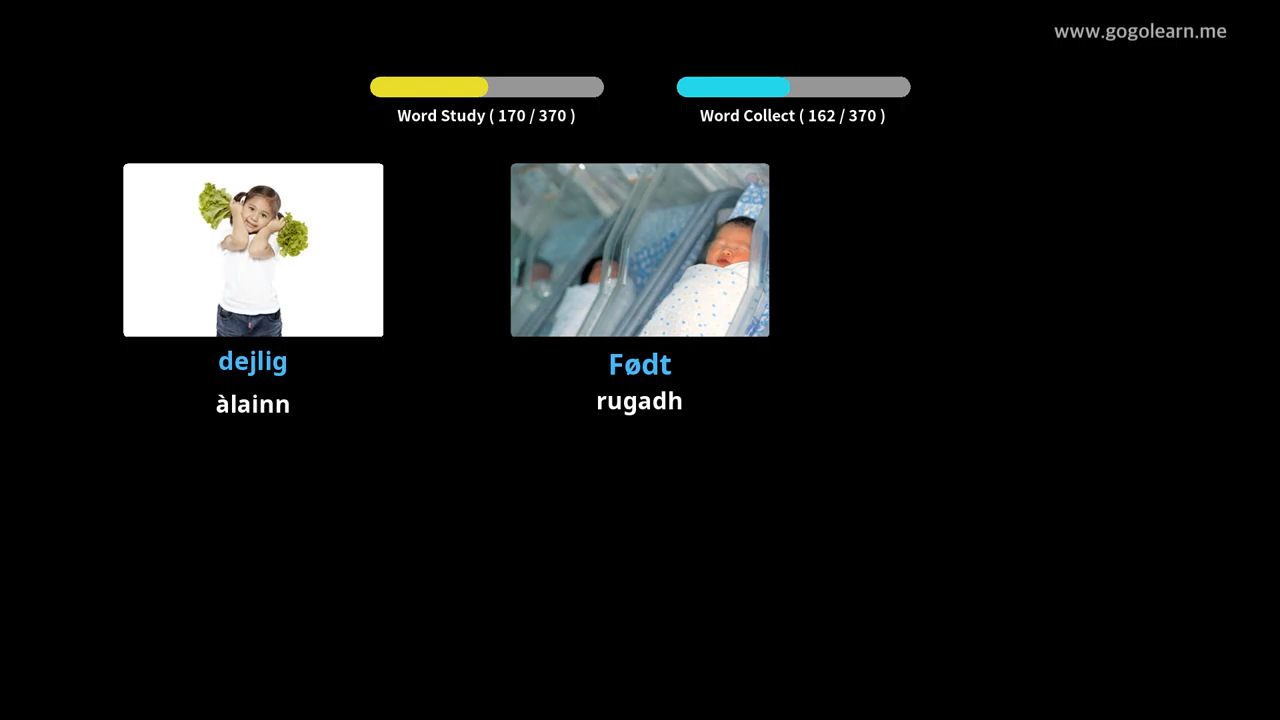 www.gogolearn.me
Word Study ( 170 / 370 )
Word Collect ( 162 / 370 )
dejlig
àlainn
Født
rugadh